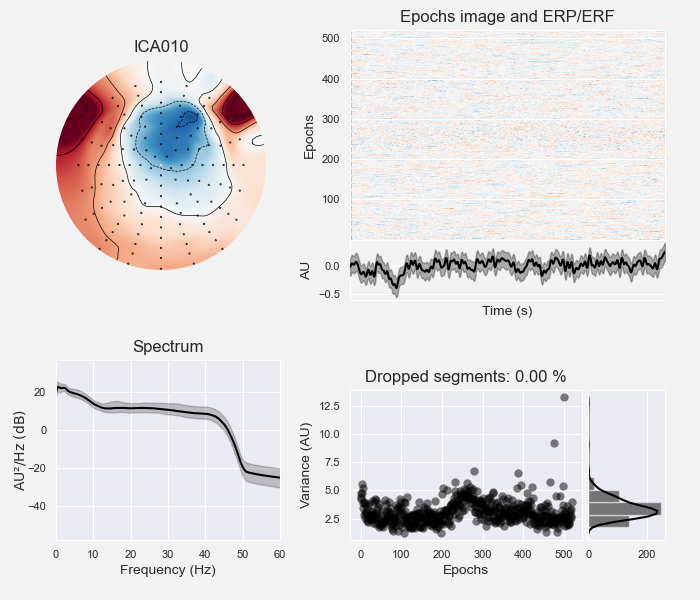 ICA010
Epochs image and ERP/ERF
500
400
300
200
100
Epochs
0.0
−0.5
AU
Time (s)
Spectrum
20
0
−20
−40
AU²/Hz (dB)
0 10 20 30 40 50 60
Frequency (Hz)
Dropped segments: 0.00 %
12.5
10.0
7.5
5.0
2.5
Variance (AU)
0 100 200 300 400 500
Epochs
0 200